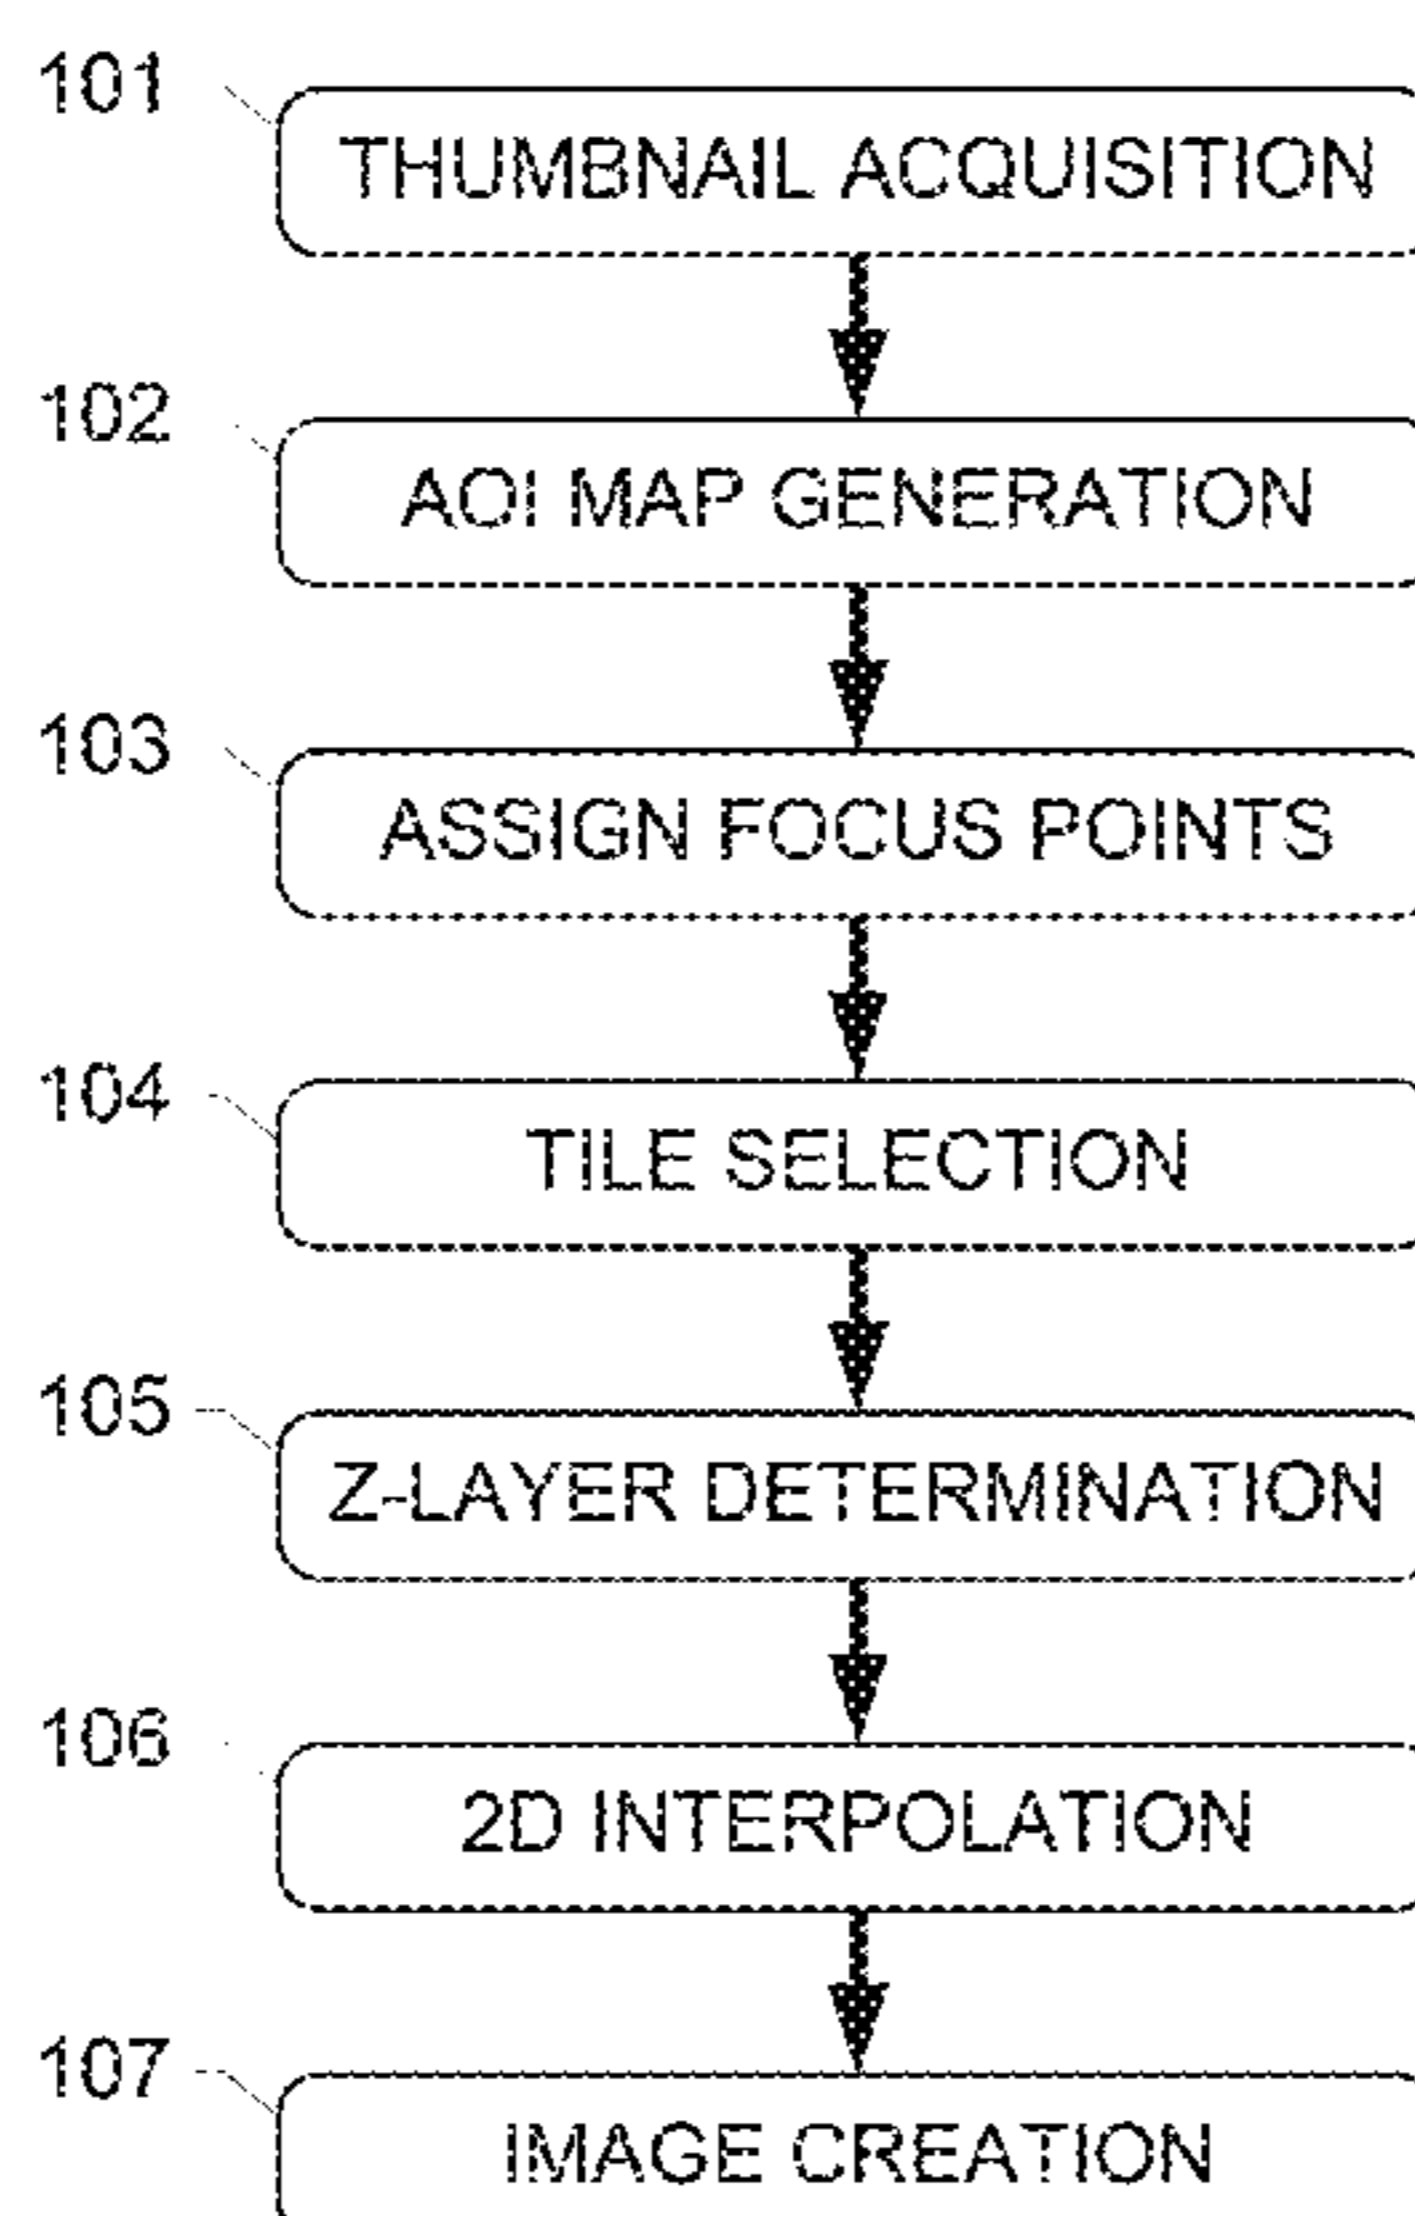 101
THUMBNAIL ACQUISITION
102
AOI MAP GENERATION
103
ASSIGN FOCUS POINTS
104
TILE SELECTION
105
Z-LAYER DETERMINATION
106
2D INTERPOLATION
107
IMAGE CREATION